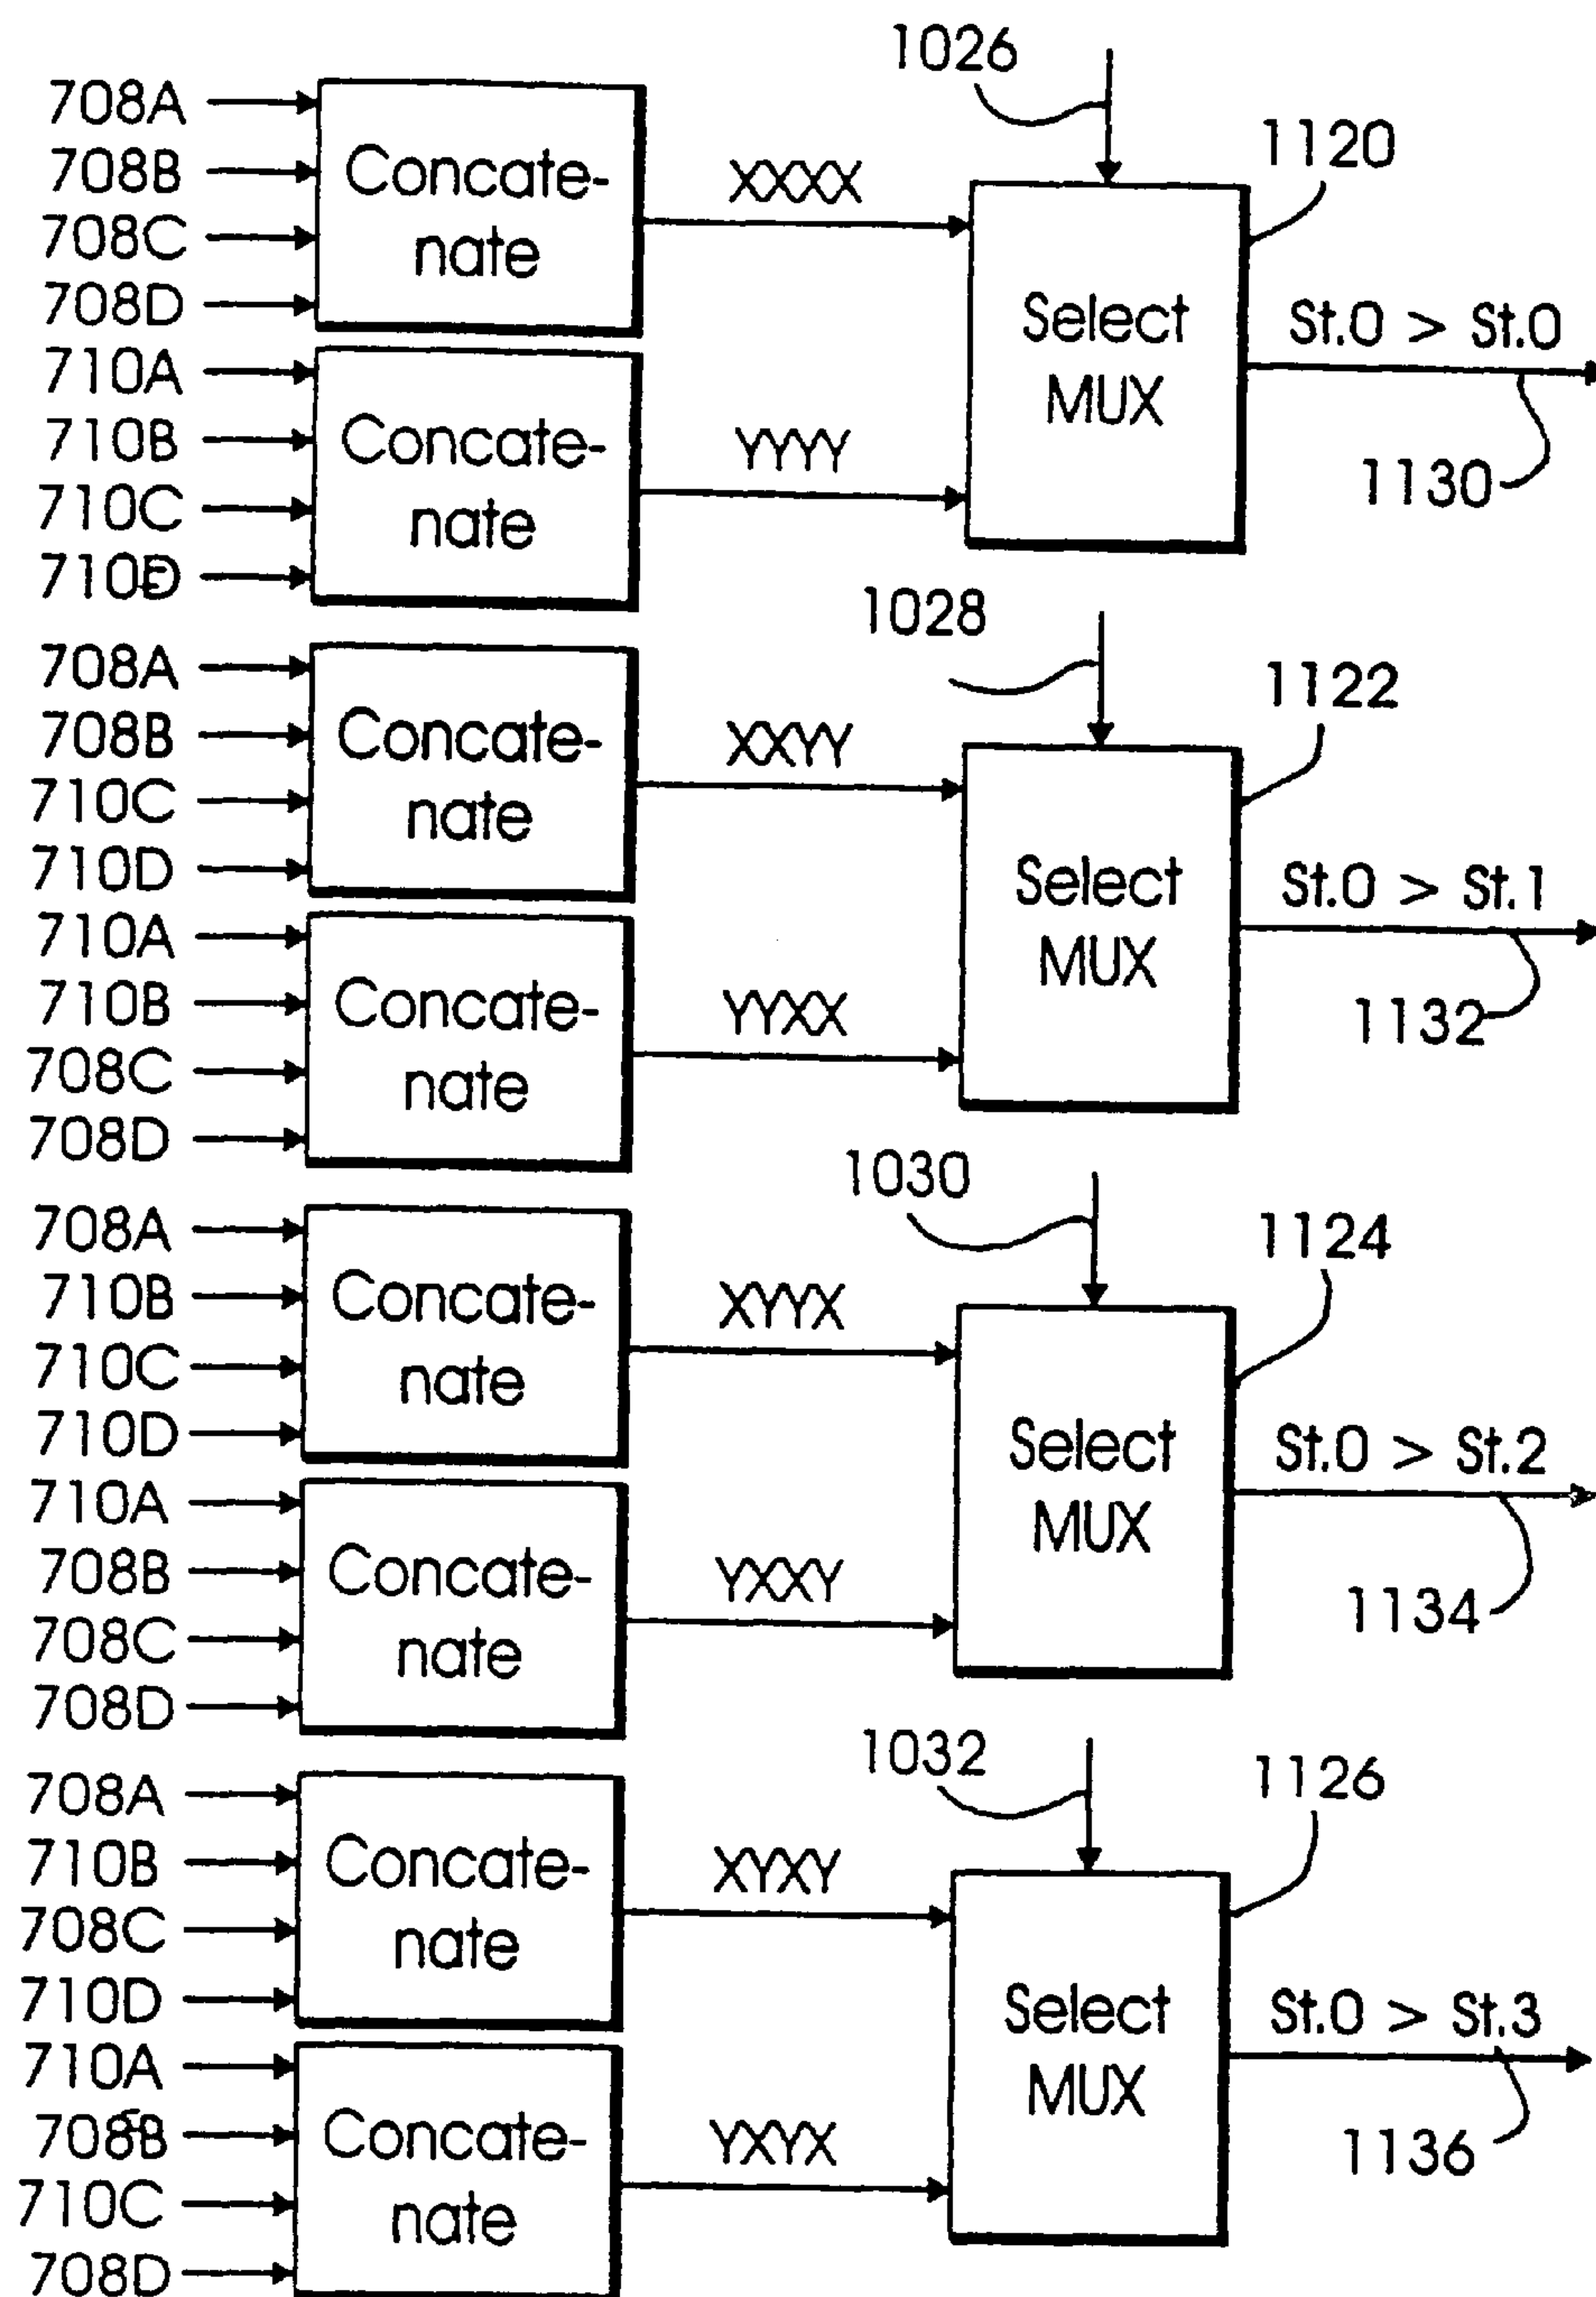 1026
708A
708B
708C
708D
Concate-
nate
XXXX
1120
Select
MUX
St.0 > St.0
1130
710A
710B
710C
710D
Concate-
nate
YYYY
1028
708A
708B
710C
710D
Concate-
nate
XXYY
1122
Select
MUX
St.0 > St.1
1132
710A
710B
708C
708D
Concate-
nate
YYXX
1030
708A
710B
710C
710D
Concate-
nate
XYYX
1124
Select
MUX
St.0 > St.2
1134
710A
708B
708C
708D
Concate-
nate
YXXY
1032
708A
710B
708C
710D
Concate-
nate
XYXY
1126
Select
MUX
St.0 > St.3
1136
710A
708B
710C
708D
Concate-
nate
YXYX